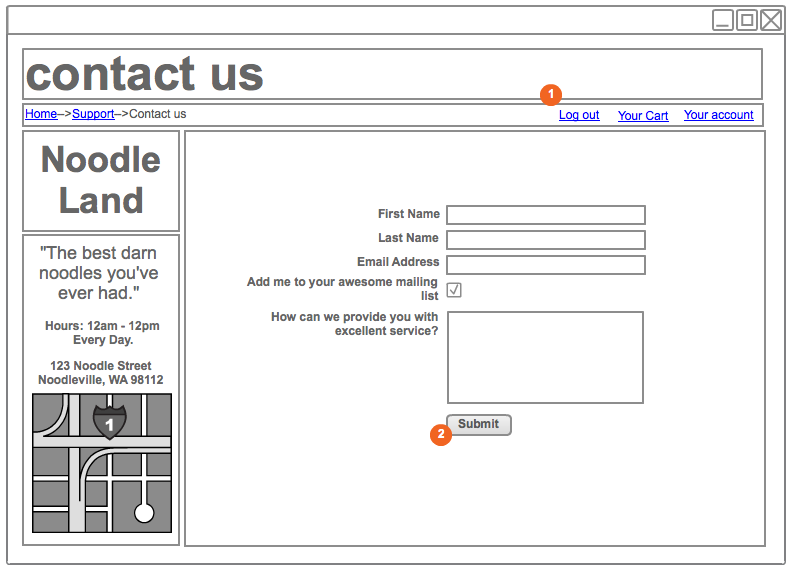 contact us
1
Home–>Support–>Contact us
Log out Your Cart Your account
Noodle
Land
"The best darn
noodles you've
ever had."
Hours: 12am - 12pm
Every Day.
123 Noodle Street
Noodleville, WA 98112
1
First Name
Last Name
Email Address
Add me to your awesome mailing
list
How can we provide you with
excellent service?
2
Submit